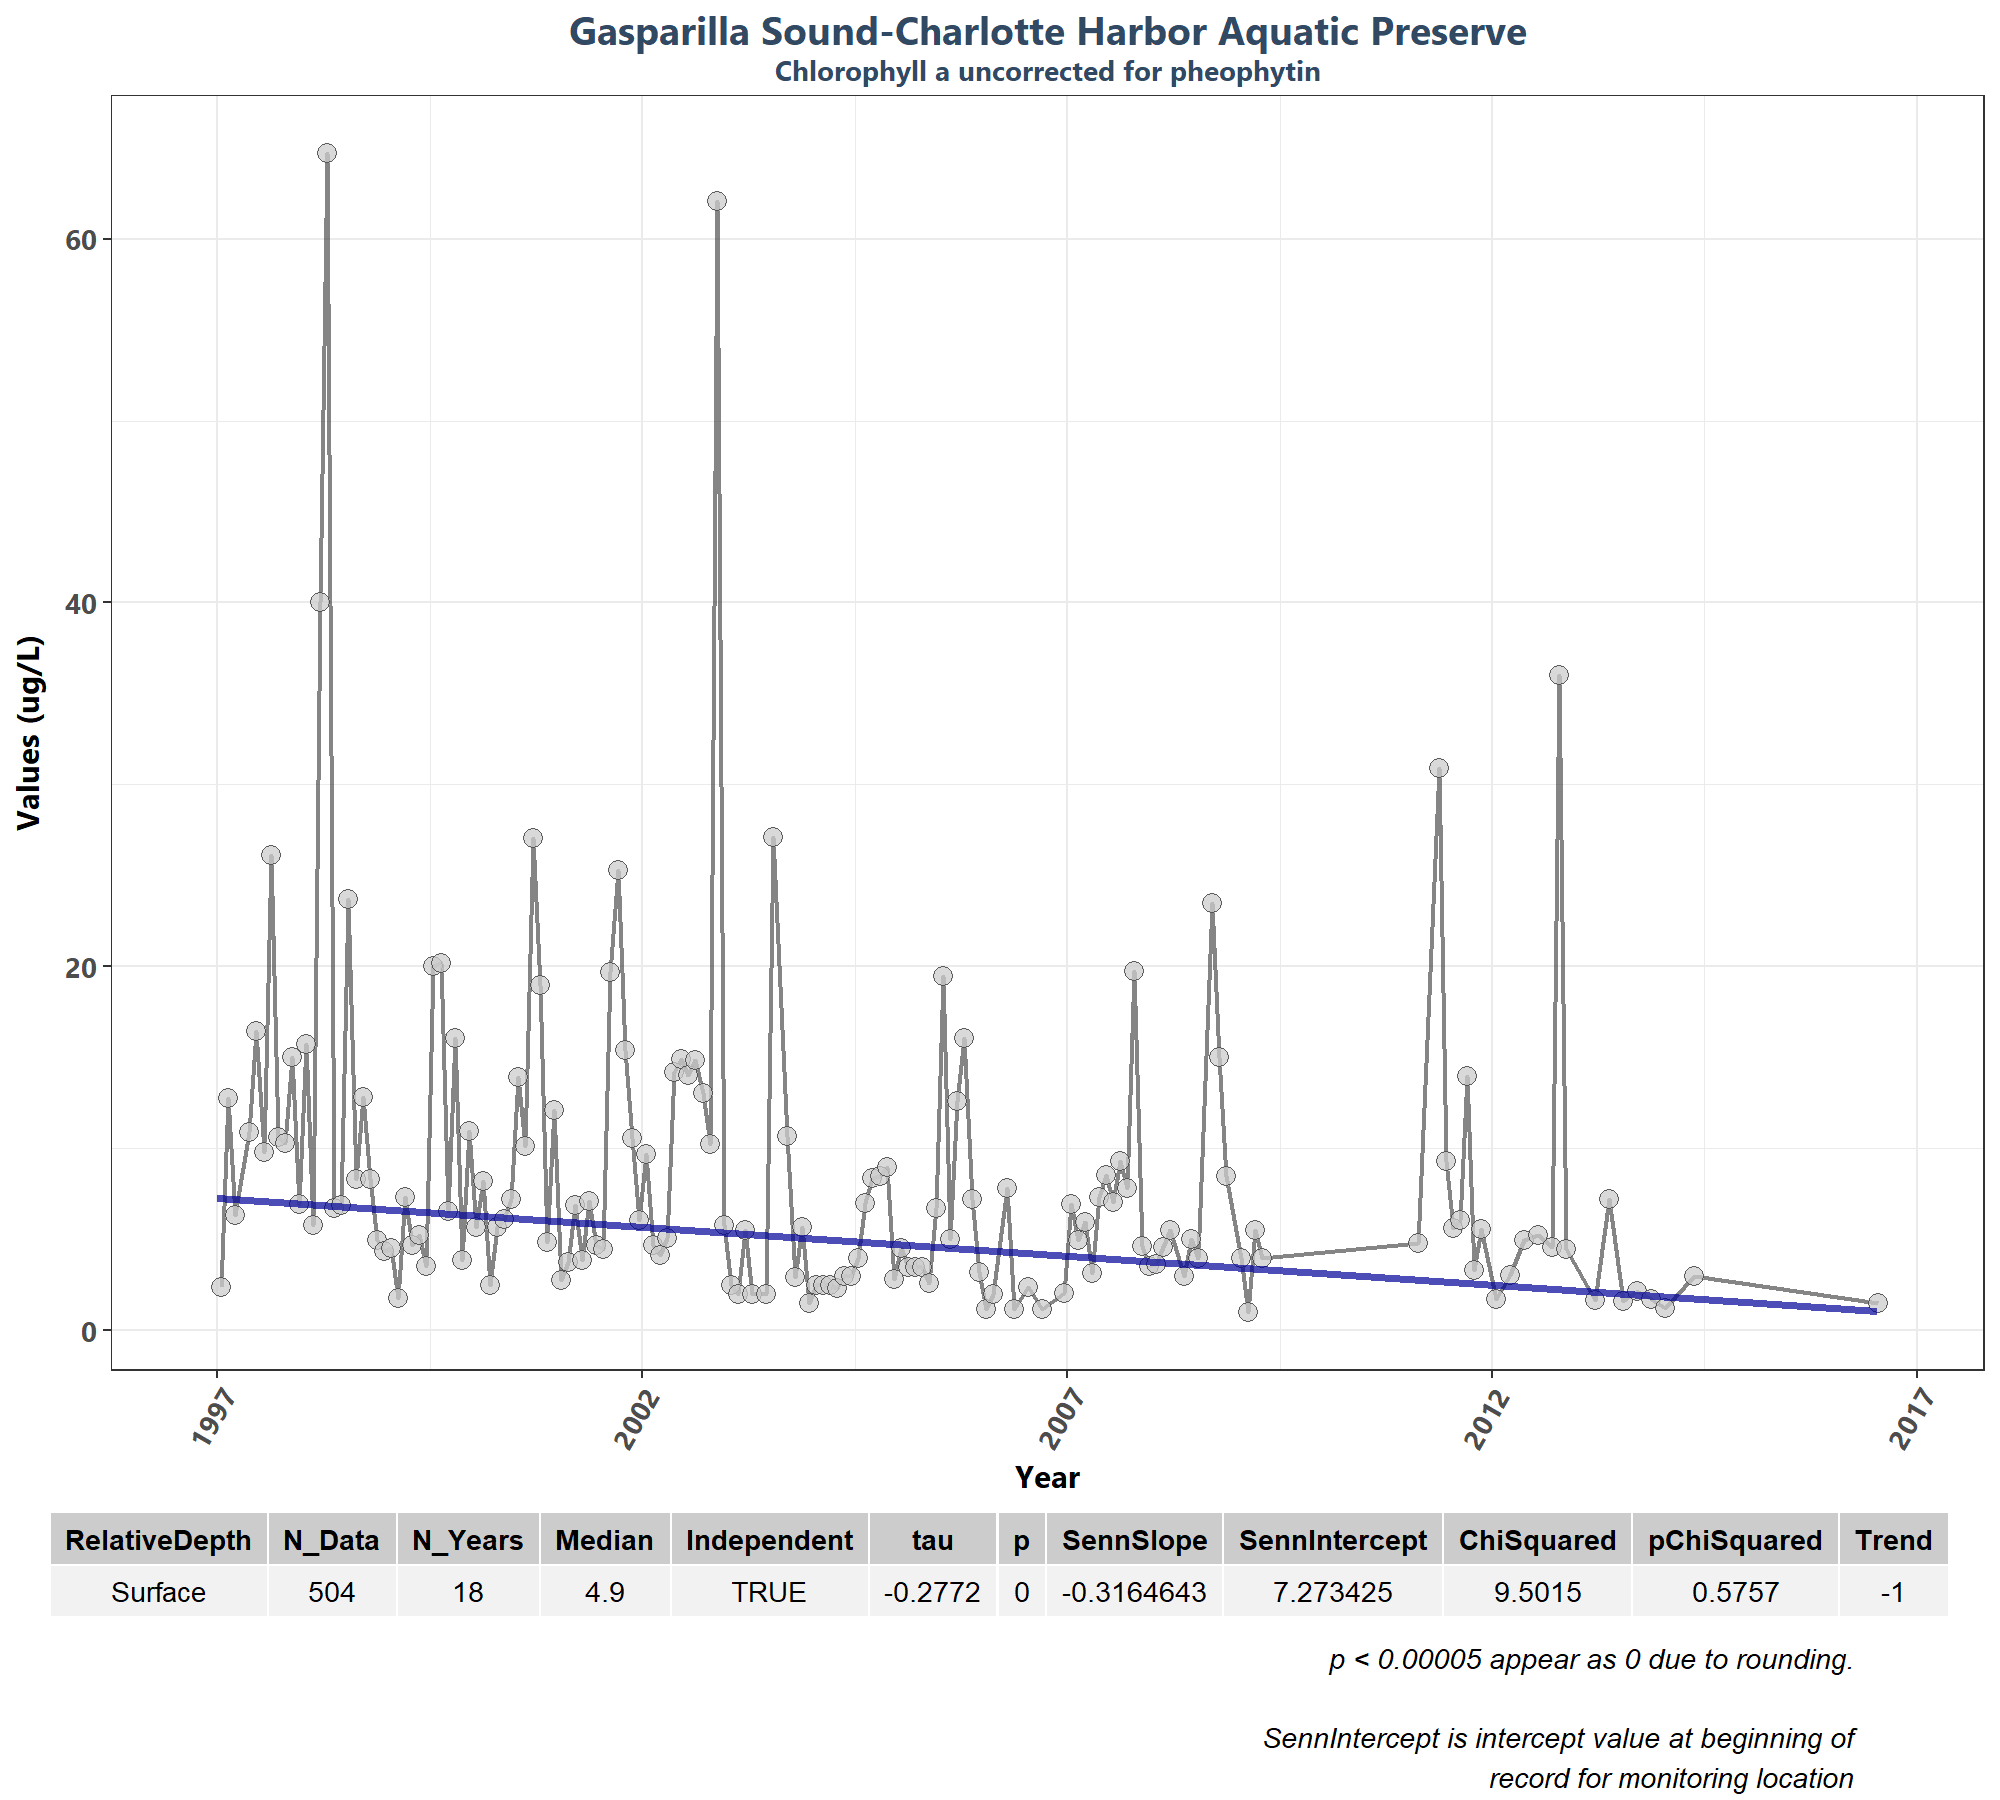 Gasparilla Sound-Charlotte Harbor Aquatic Preserve
Chlorophyll a uncorrected for pheophytin
Values (ug/L)
60
40
20
0
1997 2002 2007 2012 2017
Year
RelativeDepth N_Data N_Years Median Independent tau p SennSlope SennIntercept ChiSquared pChiSquared Trend
Surface 504 18 4.9 TRUE -0.2772 0 -0.3164643 7.273425 9.5015 0.5757 -1
p < 0.00005 appear as 0 due to rounding.
SennIntercept is intercept value at beginning of
record for monitoring location